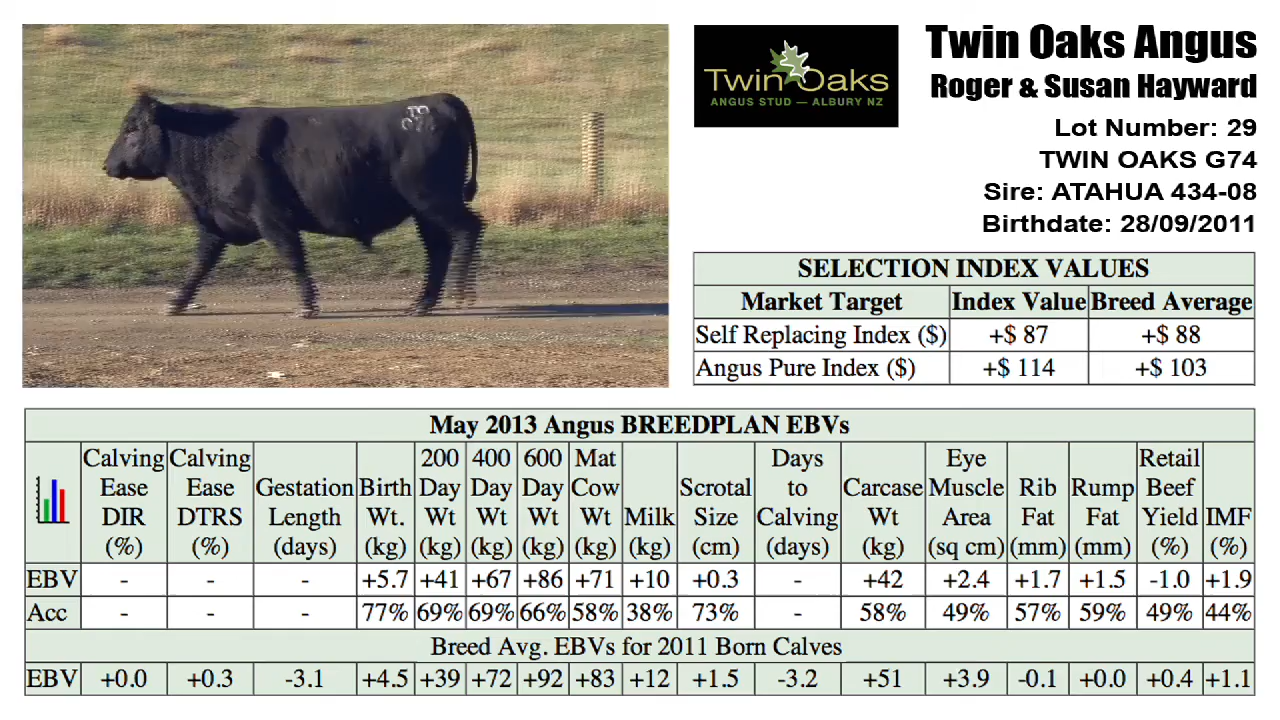 Twin Oaks
ANGUS STUD — ALBURY NZ
Twin Oaks Angus
Roger & Susan Hayward
Lot Number: 29
TWIN OAKS G74
Sire: ATAHUA 434-08
Birthdate: 28/09/2011
SELECTION INDEX VALUES
Market Target Index Value Breed Average
Self Replacing Index ($) +$ 87 +$ 88
Angus Pure Index ($) +$ 114 +$ 103
May 2013 Angus BREEDPLAN EBVs
Calving Ease DIR (%) Calving Ease DTRS (%) Gestation Length (days) Birth Wt. (kg) 200 Day Wt (kg) 400 Day Wt (kg) 600 Day Wt (kg) Mat Cow Wt (kg) Milk (kg) Scrotal Size (cm) Days to Calving (days) Carcase Wt (kg) Eye Muscle Area (sq cm) Rib Fat (mm) Rump Fat (mm) Retail Beef Yield (%) IMF (%)
EBV - - - +5.7 +41 +67 +86 +71 +10 +0.3 - +42 +2.4 +1.7 +1.5 -1.0 +1.9
Acc - - - 77% 69% 69% 66% 58% 38% 73% - 58% 49% 57% 59% 49% 44%
Breed Avg. EBVs for 2011 Born Calves
EBV +0.0 +0.3 -3.1 +4.5 +39 +72 +92 +83 +12 +1.5 -3.2 +51 +3.9 -0.1 +0.0 +0.4 +1.1